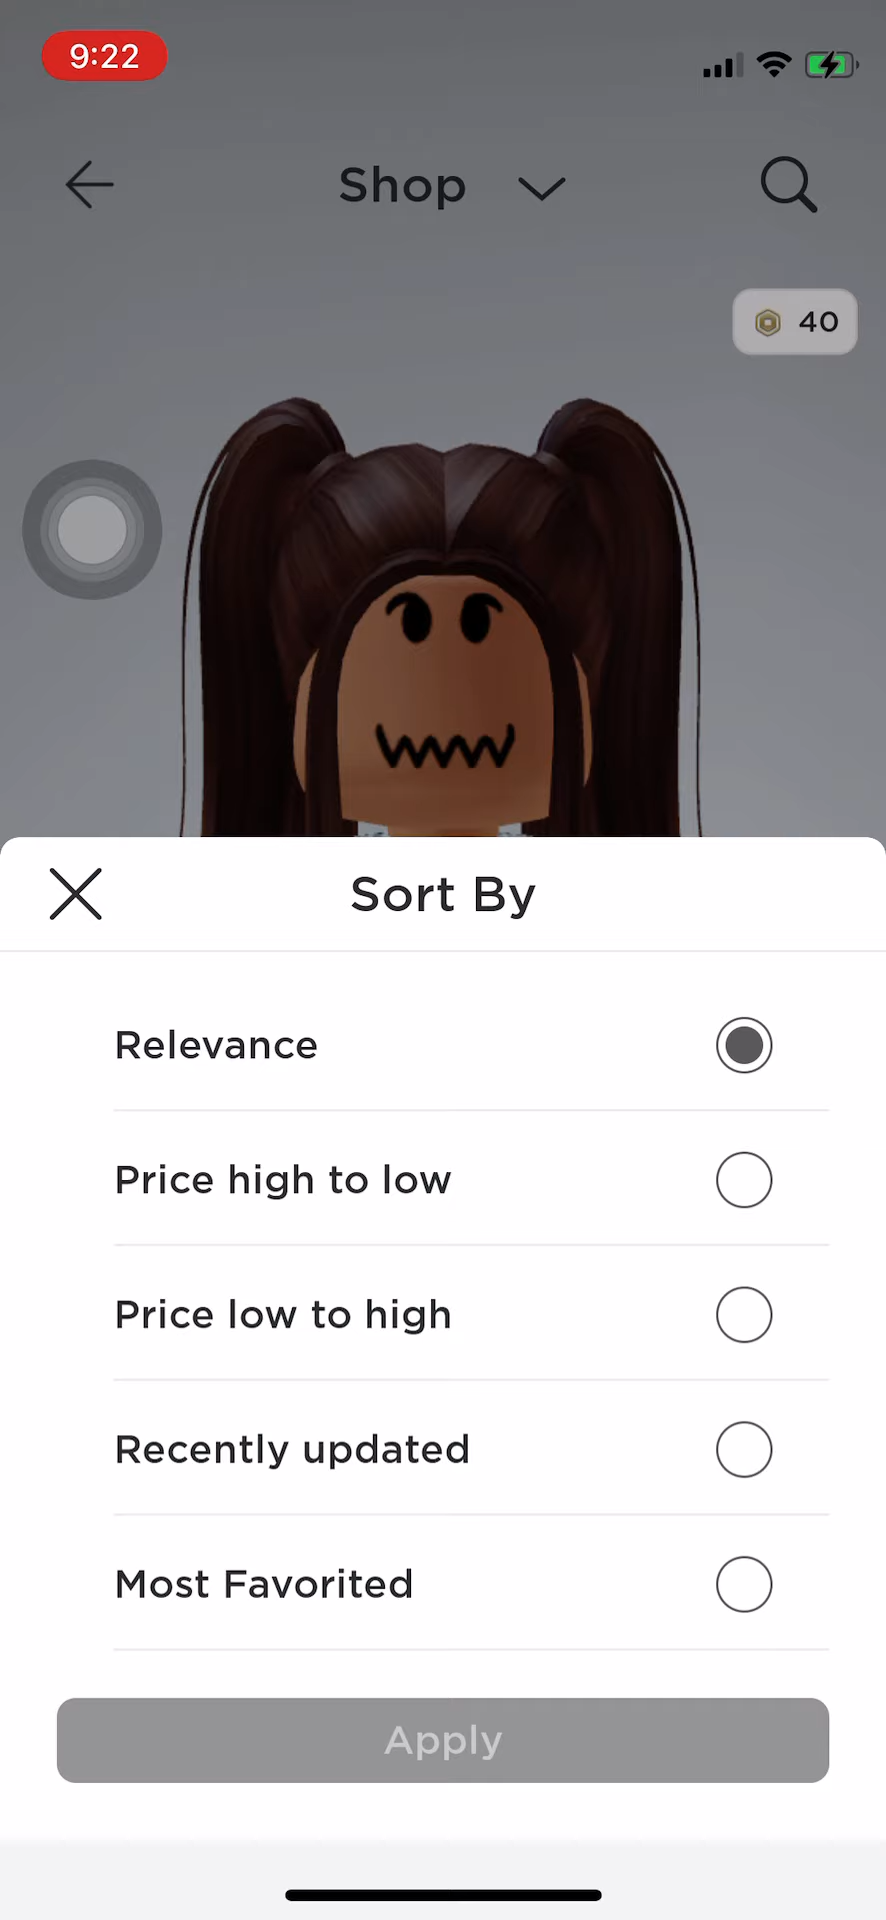 9:22
Shop
40
Sort By
Relevance
Price high to low
Price low to high
Recently updated
Most Favorited
Apply